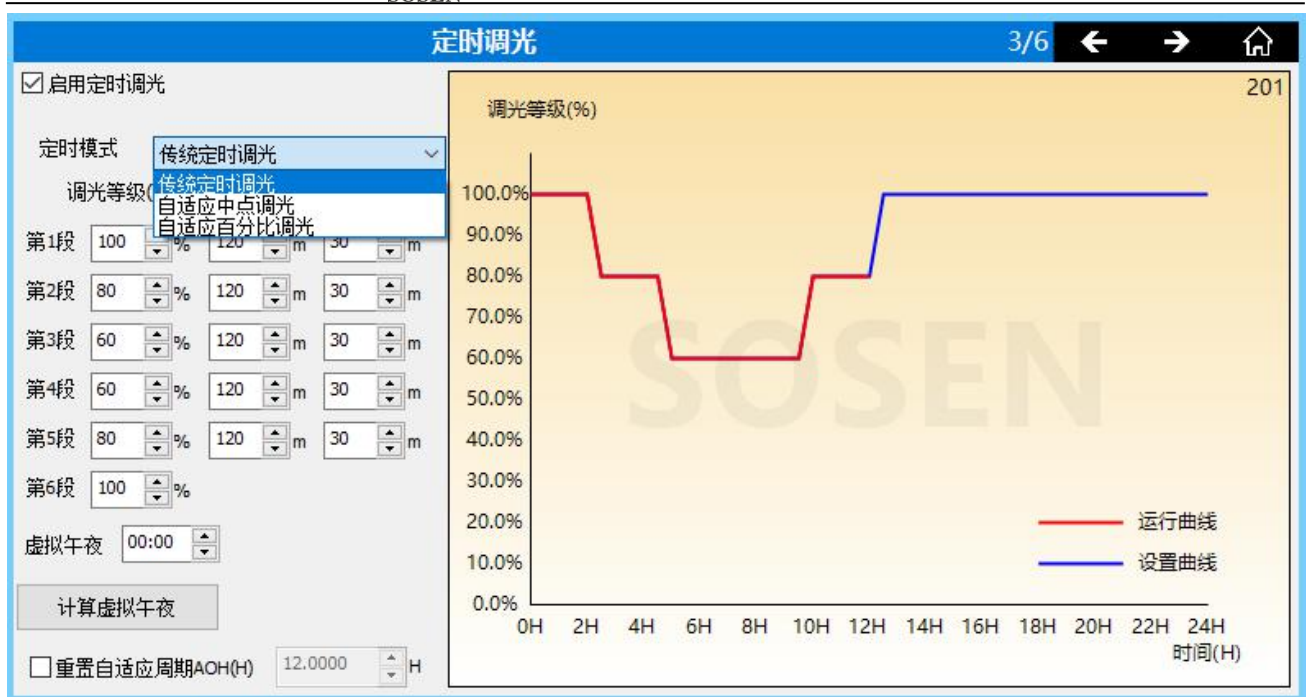 SOSEN
定时调光 3/6
启用定时调光
定时模式 传统定时调光
传统定时调光
自适应中点调光
自适应百分比调光
调光等级(
第1段 100 % 120 m 30 m
第2段 80 % 120 m 30 m
第3段 60 % 120 m 30 m
第4段 60 % 120 m 30 m
第5段 80 % 120 m 30 m
第6段 100 %
虚拟午夜 00:00
计算虚拟午夜
重置自适应周期AOH(H) 12.0000 H
201
调光等级(%)
100.0%
90.0%
80.0%
70.0%
60.0%
50.0%
40.0%
30.0%
20.0%
10.0%
0.0%
SOSEN
运行曲线
设置曲线
0H 2H 4H 6H 8H 10H 12H 14H 16H 18H 20H 22H 24H
时间(H)